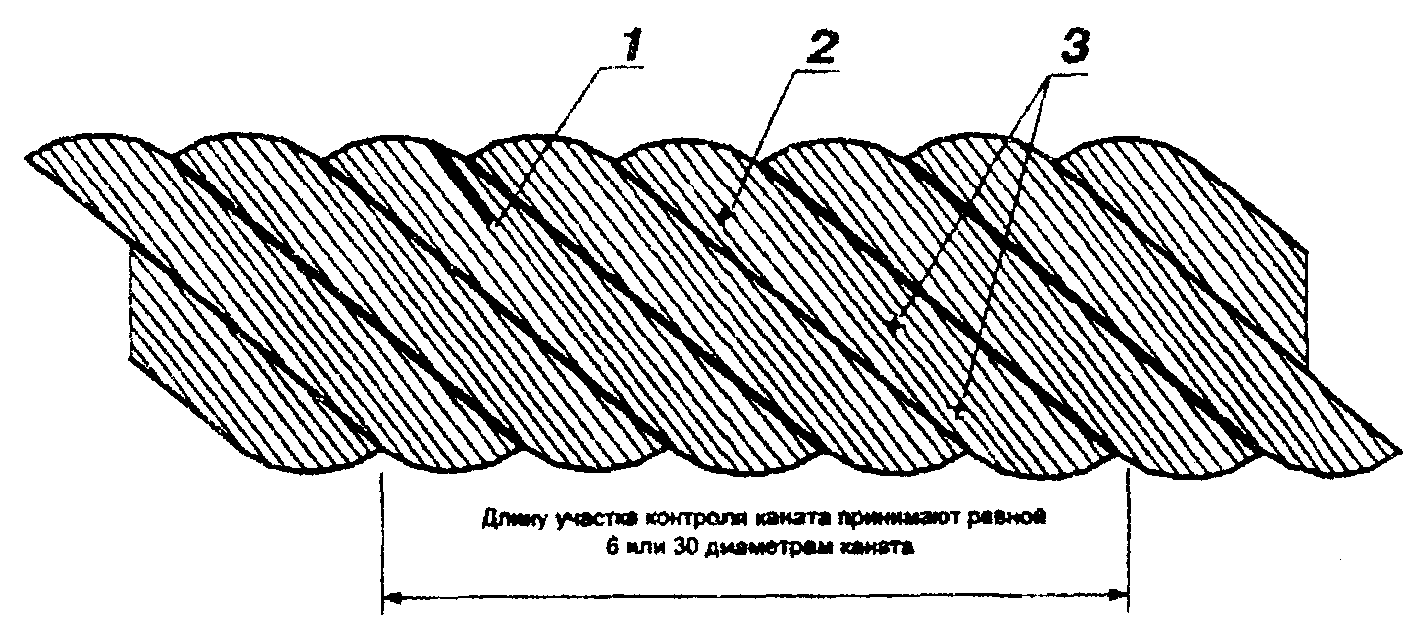 1
2
3
Длину участка контроля каната принимают равной
6 или 30 диаметрам каната